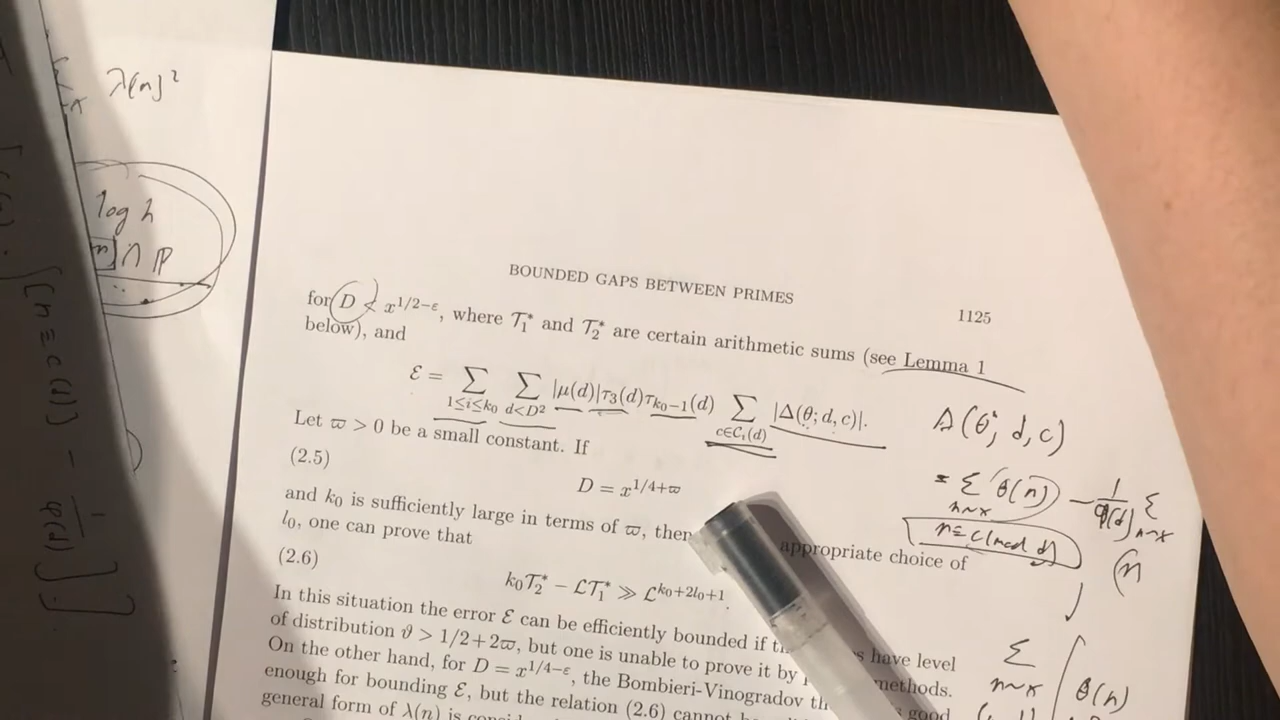 BOUNDED GAPS BETWEEN PRIMES 1125
for D < x^{1/2−ε}, where 𝒯₁* and 𝒯₂* are certain arithmetic sums (see Lemma 1
below), and
ℰ = ∑_{1≤i≤k₀} ∑_{d<D²} |μ(d)|τ₃(d)τ_{k₀−1}(d) ∑_{c∈𝒞ᵢ(d)} |Δ(θ; d, c)|.
Let ϖ > 0 be a small constant. If
(2.5) D = x^{1/4+ϖ}
and k₀ is sufficiently large in terms of ϖ, then appropriate choice of
l₀, one can prove that
(2.6) k₀𝒯₂* − ℒ𝒯₁* ≫ ℒ^{k₀+2l₀+1}.
In this situation the error ℰ can be efficiently bounded if have level
of distribution ϑ > 1/2+2ϖ, but one is unable to prove it by methods.
On the other hand, for D = x^{1/4−ε}, the Bombieri-Vinogradov good
enough for bounding ℰ, but the relation (2.6) cannot
general form of λ(n) is
λ(n)²
log n
n ∩ ℙ
[n ≡ c(d)] − 1/φ(d)
Δ(θ; d, c)
= ∑_{n~x} θ(n) − 1/φ(d) ∑_{n~x}
n ≡ c(mod d)
(n
∑
n~x
θ(n)